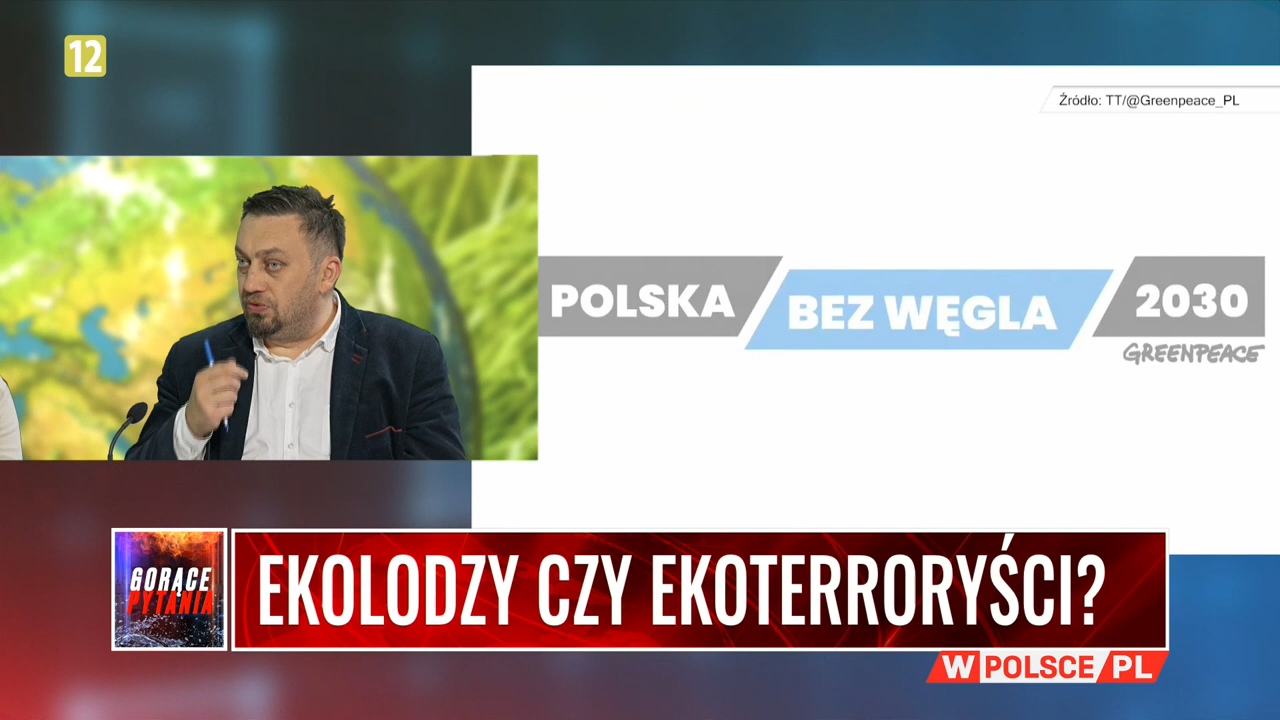 12
Źródło: TT/@Greenpeace_PL
POLSKA BEZ WĘGLA 2030
GREENPEACE
GORĄCE
PYTANIA
EKOLODZY CZY EKOTERRORYŚCI?
WPOLSCE PL